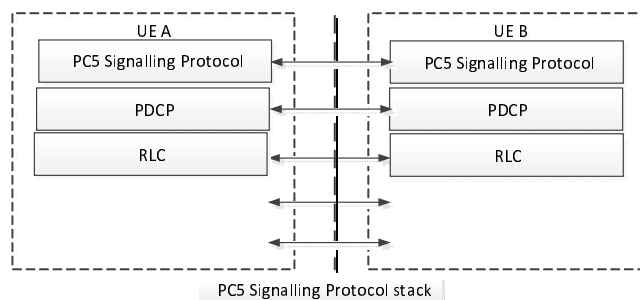 UE A
UE B
PC5 Signalling Protocol
PC5 Signalling Protocol
PDCP
PDCP
RLC
RLC
PC5 Signalling Protocol stack